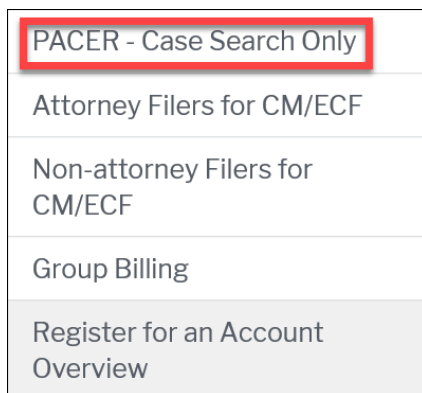 PACER - Case Search Only
Attorney Filers for CM/ECF
Non-attorney Filers for
CM/ECF
Group Billing
Register for an Account
Overview